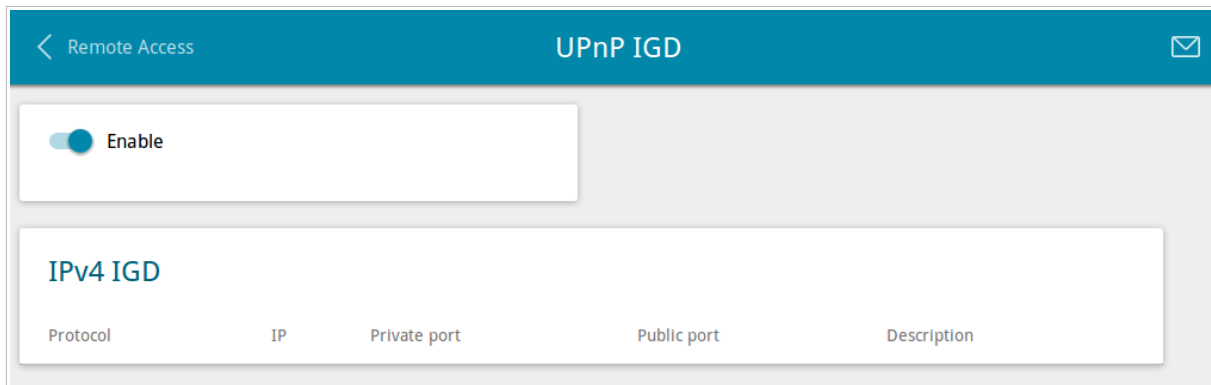 Remote Access UPnP IGD
Enable
IPv4 IGD
Protocol IP Private port Public port Description